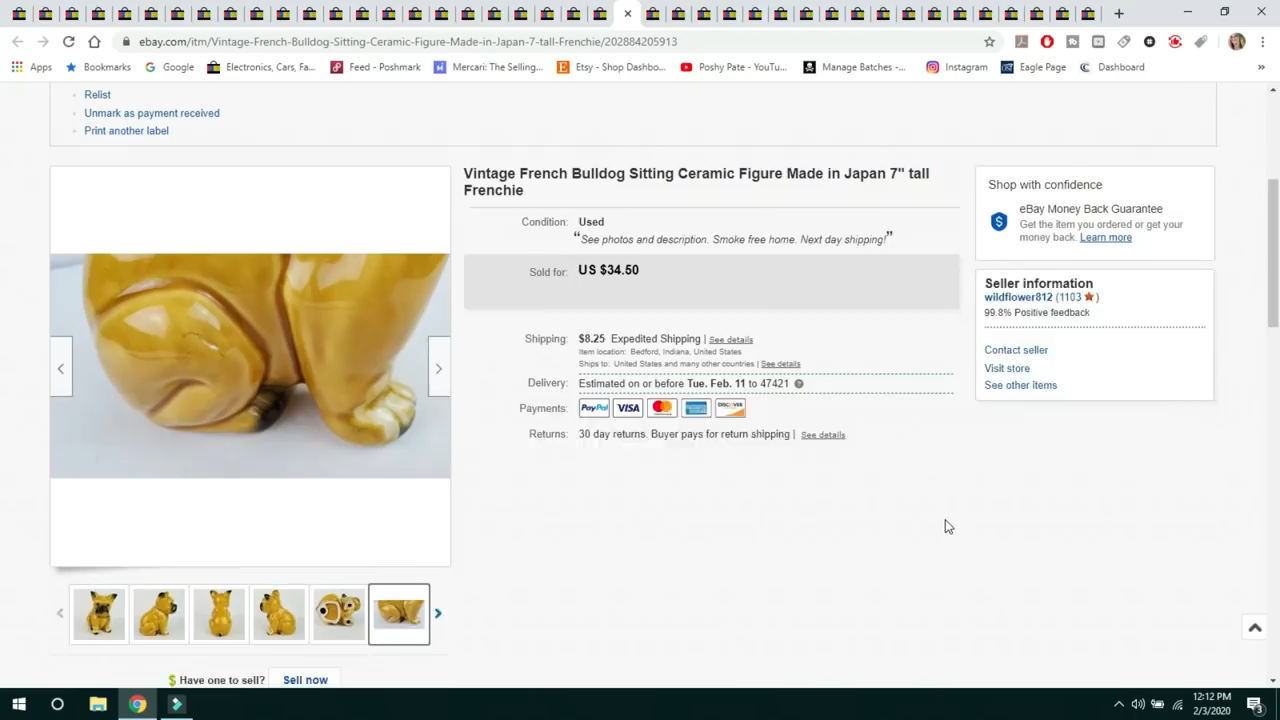 ebay.com/itm/Vintage-French-Bulldog-Sitting-Ceramic-Figure-Made-in-Japan-7-tall-Frenchie/202884205913
Apps
Bookmarks
Google
Electronics, Cars, Fa...
Feed - Poshmark
Mercari: The Selling...
Etsy - Shop Dashbo...
Poshy Pate - YouTu...
Manage Batches -...
Instagram
Eagle Page
Dashboard
»
Relist
Unmark as payment received
Print another label
Vintage French Bulldog Sitting Ceramic Figure Made in Japan 7" tall
Frenchie
Condition: Used
"See photos and description. Smoke free home. Next day shipping!"
Sold for: US $34.50
Shipping: $8.25 Expedited Shipping | See details
Item location: Bedford, Indiana, United States
Ships to: United States and many other countries | See details
Delivery: Estimated on or before Tue. Feb. 11 to 47421
Payments: PayPal VISA MasterCard DISCOVER
Returns: 30 day returns. Buyer pays for return shipping | See details
Shop with confidence
eBay Money Back Guarantee
Get the item you ordered or get your
money back. Learn more
Seller information
wildflower812 (1103 )
99.8% Positive feedback
Contact seller
Visit store
See other items
Have one to sell? Sell now
12:12 PM
2/3/2020
3